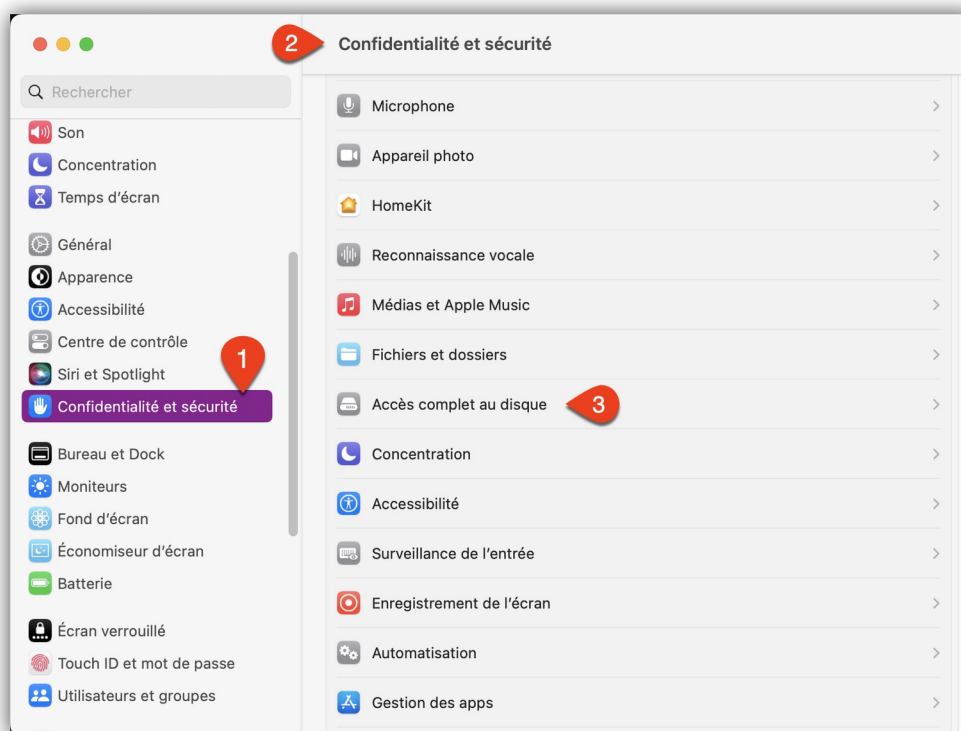 2
Confidentialité et sécurité
Rechercher
Son
Concentration
Temps d'écran
Général
Apparence
Accessibilité
Centre de contrôle
Siri et Spotlight
1
Confidentialité et sécurité
Bureau et Dock
Moniteurs
Fond d'écran
Économiseur d'écran
Batterie
Écran verrouillé
Touch ID et mot de passe
Utilisateurs et groupes
Microphone
Appareil photo
HomeKit
Reconnaissance vocale
Médias et Apple Music
Fichiers et dossiers
Accès complet au disque 3
Concentration
Accessibilité
Surveillance de l'entrée
Enregistrement de l'écran
Automatisation
Gestion des apps